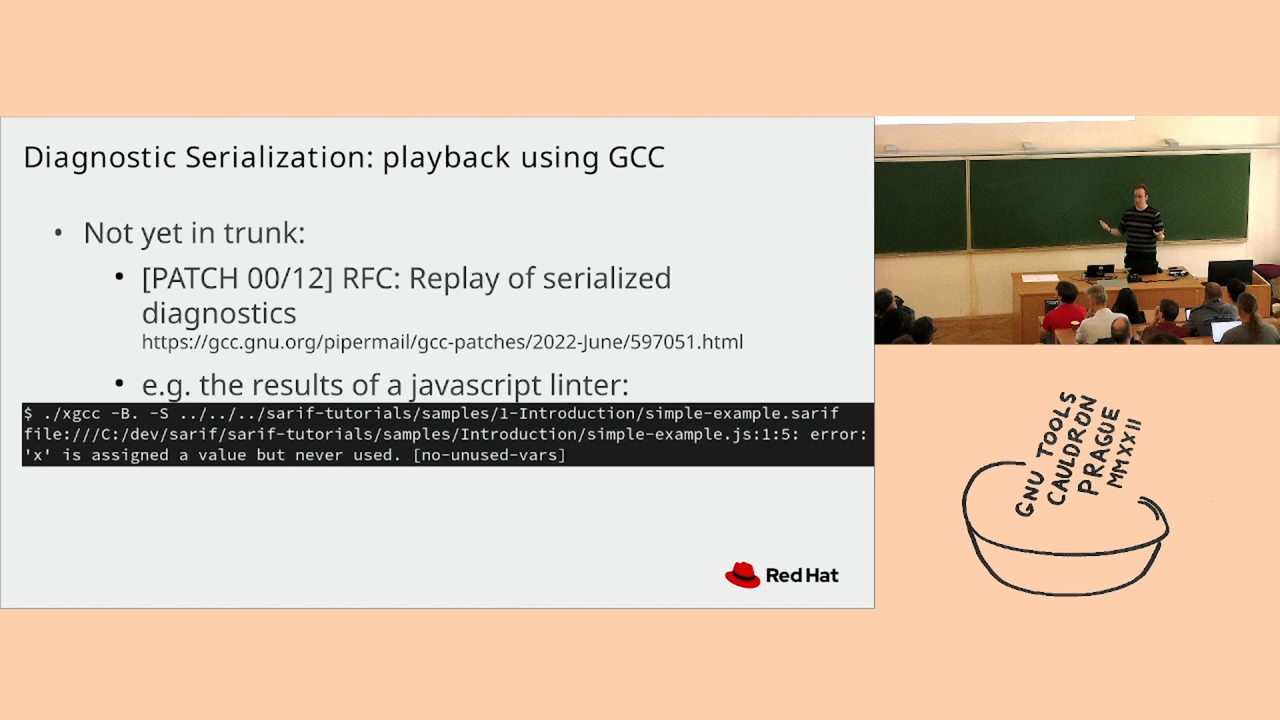 Diagnostic Serialization: playback using GCC
• Not yet in trunk:
• [PATCH 00/12] RFC: Replay of serialized
diagnostics
https://gcc.gnu.org/pipermail/gcc-patches/2022-June/597051.html
• e.g. the results of a javascript linter:
$ ./xgcc -B. -S ../../../sarif-tutorials/samples/1-Introduction/simple-example.sarif
file:///C:/dev/sarif/sarif-tutorials/samples/Introduction/simple-example.js:1:5: error:
'x' is assigned a value but never used. [no-unused-vars]
Red Hat
GNU TOOLS
CAULDRON
PRAGUE
MMXXII